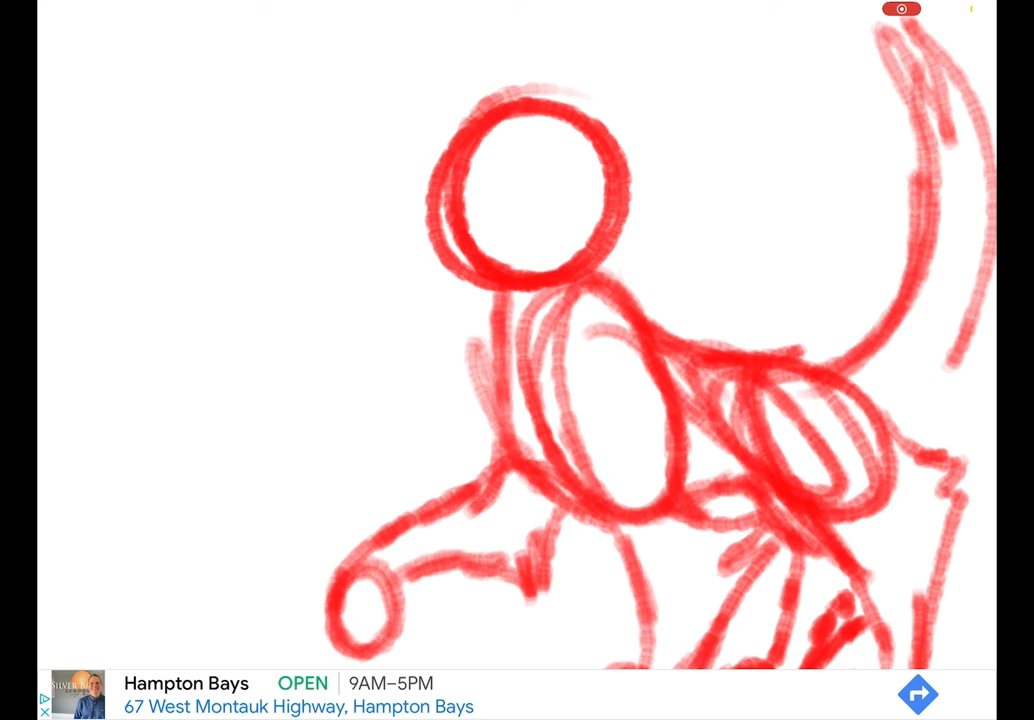 Hampton Bays OPEN 9AM–5PM
67 West Montauk Highway, Hampton Bays